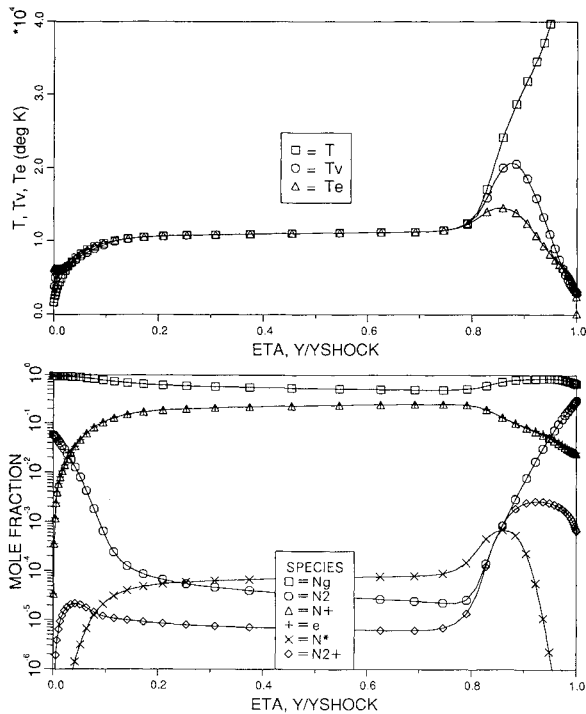 *10⁴
4.0
3.0
2.0
1.0
0.0
T, Tv, Te (deg K)
= T
= Tv
= Te
0.0 0.2 0.4 0.6 0.8 1.0
ETA, Y/YSHOCK
10⁰
10⁻¹
10⁻²
10⁻³
10⁻⁴
10⁻⁵
10⁻⁶
MOLE FRACTION
SPECIES
= Ng
= N2
= N+
= e
= N*
= N2+
0.0 0.2 0.4 0.6 0.8 1.0
ETA, Y/YSHOCK